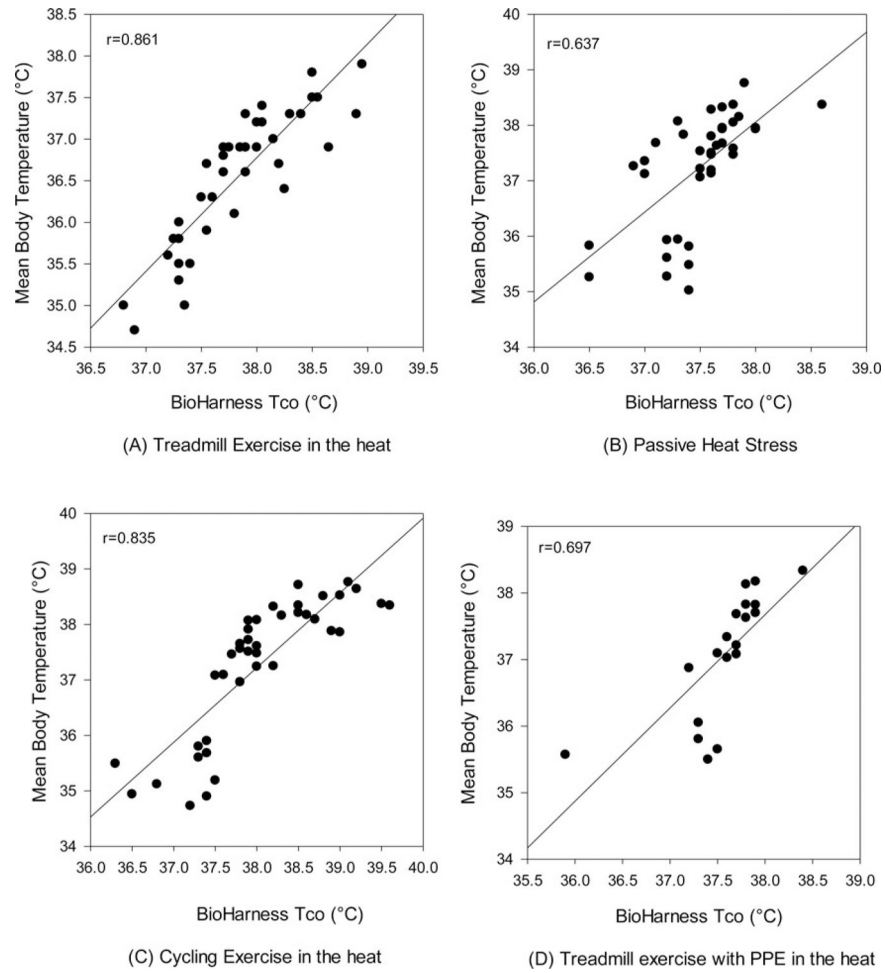 r=0.861
38.5
38.0
37.5
37.0
36.5
36.0
35.5
35.0
34.5
Mean Body Temperature (°C)
36.5 37.0 37.5 38.0 38.5 39.0 39.5
BioHarness Tco (°C)
(A) Treadmill Exercise in the heat
r=0.637
40
39
38
37
36
35
34
Mean Body Temperature (°C)
36.0 36.5 37.0 37.5 38.0 38.5 39.0
BioHarness Tco (°C)
(B) Passive Heat Stress
r=0.835
40
39
38
37
36
35
34
Mean Body Temperature (°C)
36.0 36.5 37.0 37.5 38.0 38.5 39.0 39.5 40.0
BioHarness Tco (°C)
(C) Cycling Exercise in the heat
r=0.697
39
38
37
36
35
34
Mean Body Temperature (°C)
35.5 36.0 36.5 37.0 37.5 38.0 38.5 39.0
BioHarness Tco (°C)
(D) Treadmill exercise with PPE in the heat